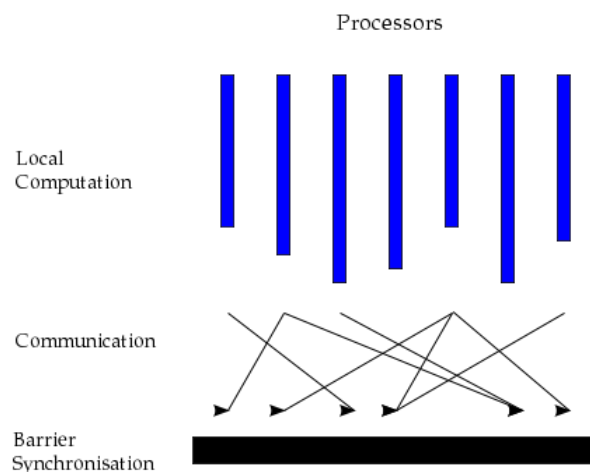 Processors
Local
Computation
Communication
Barrier
Synchronisation